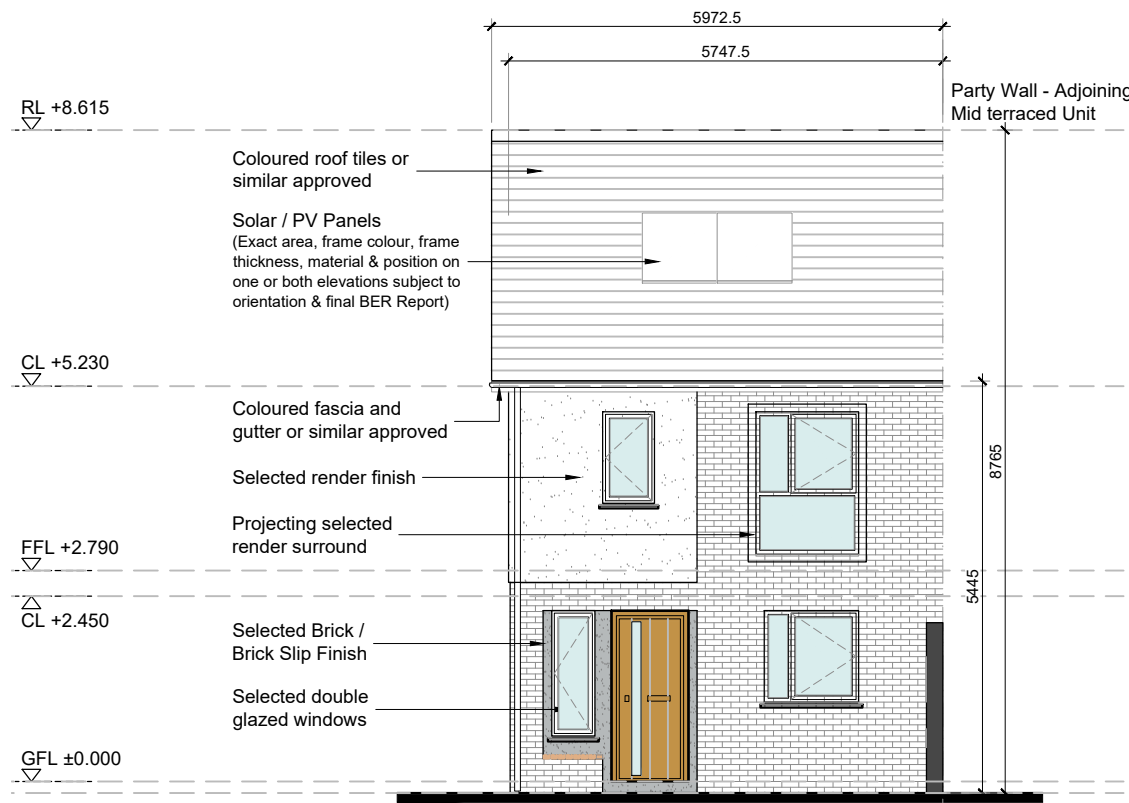 5972.5
5747.5
Party Wall - Adjoining
Mid terraced Unit
RL +8.615
Coloured roof tiles or
similar approved
Solar / PV Panels
(Exact area, frame colour, frame
thickness, material & position on
one or both elevations subject to
orientation & final BER Report)
CL +5.230
Coloured fascia and
gutter or similar approved
Selected render finish
8765
Projecting selected
render surround
FFL +2.790
5445
CL +2.450
Selected Brick /
Brick Slip Finish
Selected double
glazed windows
GFL ±0.000